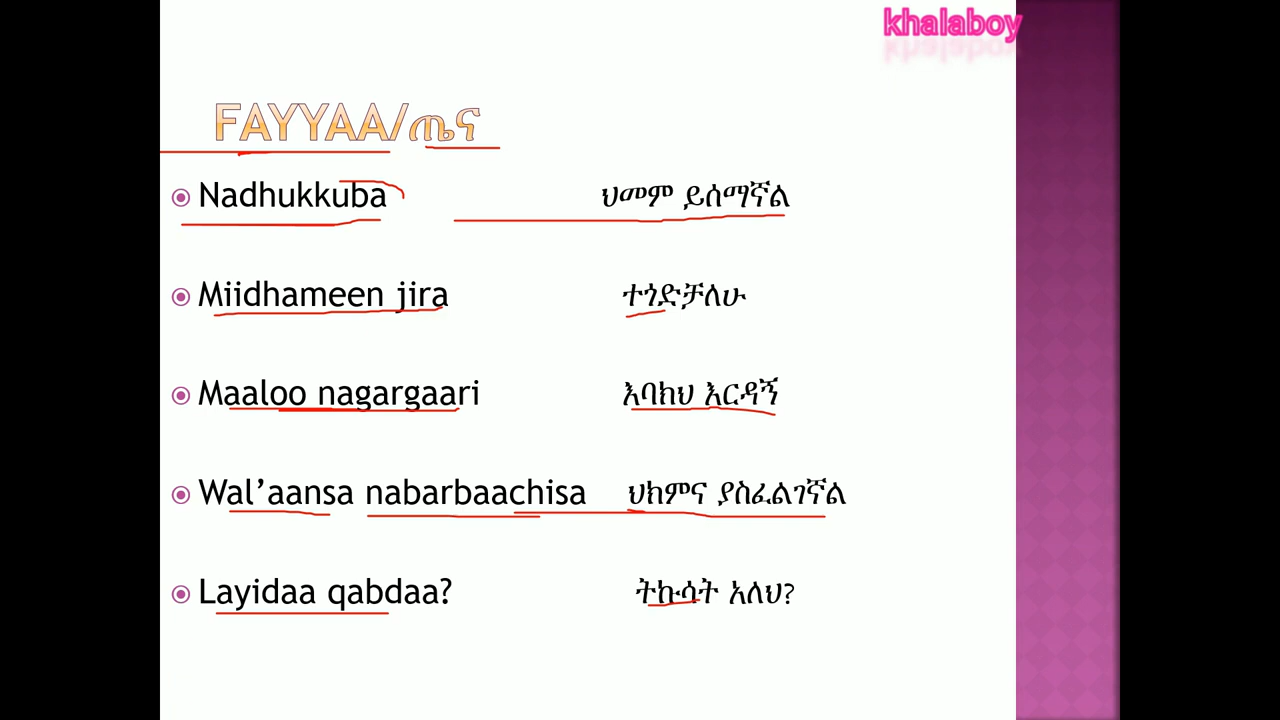 khalaboy
FAYYAA/ጤና
Nadhukkuba ህመም ይሰማኛል
Miidhameen jira ተጎድቻለሁ
Maaloo nagargaari እባክህ እርዳኝ
Wal’aansa nabarbaachisa ህክምና ያስፈልገኛል
Layidaa qabdaa? ትኩሳት አለህ?